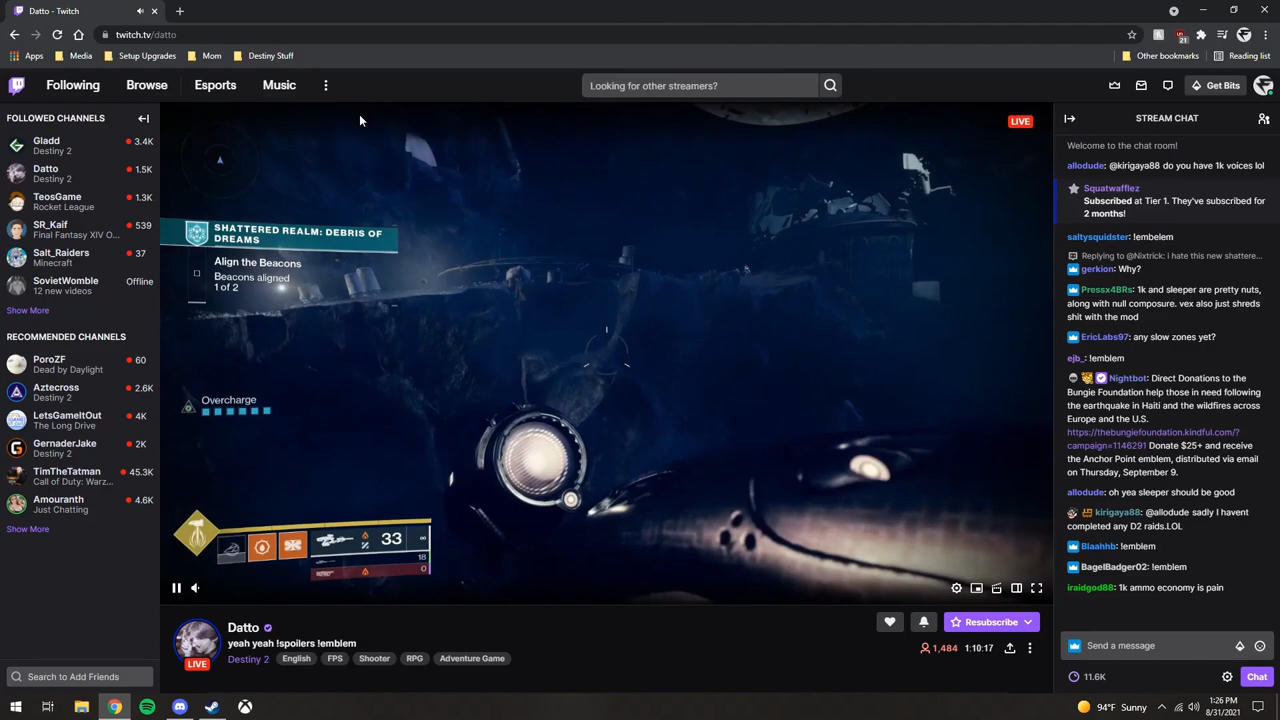 Datto - Twitch
twitch.tv/datto
21
Apps
Media
Setup Upgrades
Mom
Destiny Stuff
Other bookmarks
Reading list
Following
Browse
Esports
Music
Looking for other streamers?
Get Bits
FOLLOWED CHANNELS
Gladd
3.4K
Destiny 2
Datto
1.5K
Destiny 2
TeosGame
1.3K
Rocket League
SR_Kaif
539
Final Fantasy XIV O...
Salt_Raiders
37
Minecraft
SovietWomble
Offline
12 new videos
Show More
RECOMMENDED CHANNELS
PoroZF
60
Dead by Daylight
Aztecross
2.6K
Destiny 2
LetsGameItOut
4K
The Long Drive
GernaderJake
2K
Destiny 2
TimTheTatman
45.3K
Call of Duty: Warz...
Amouranth
4.6K
Just Chatting
Show More
Search to Add Friends
LIVE
SHATTERED REALM: DEBRIS OF
DREAMS
Align the Beacons
Beacons aligned
1 of 2
Overcharge
33
∞
18
0
Datto
yeah yeah !spoilers !emblem
Destiny 2
English
FPS
Shooter
RPG
Adventure Game
LIVE
Resubscribe
1,484
1:10:17
STREAM CHAT
Welcome to the chat room!
allodude: @kirigaya88 do you have 1k voices lol
Squatwafflez
Subscribed at Tier 1. They've subscribed for
2 months!
saltysquidster: !embelem
Replying to @Nixtrick: i hate this new shattere...
gerkion: Why?
Pressx4BRs: 1k and sleeper are pretty nuts,
along with null composure. vex also just shreds
shit with the mod
EricLabs97: any slow zones yet?
ejb_: !emblem
Nightbot: Direct Donations to the
Bungie Foundation help those in need following
the earthquake in Haiti and the wildfires across
Europe and the U.S.
https://thebungiefoundation.kindful.com/?
campaign=1146291 Donate $25+ and receive
the Anchor Point emblem, distributed via email
on Thursday, September 9.
allodude: oh yea sleeper should be good
kirigaya88: @allodude sadly I havent
completed any D2 raids.LOL
Blaahhb: !emblem
BagelBadger02: !emblem
iraidgod88: 1k ammo economy is pain
Send a message
11.6K
Chat
94°F Sunny
1:26 PM
8/31/2021